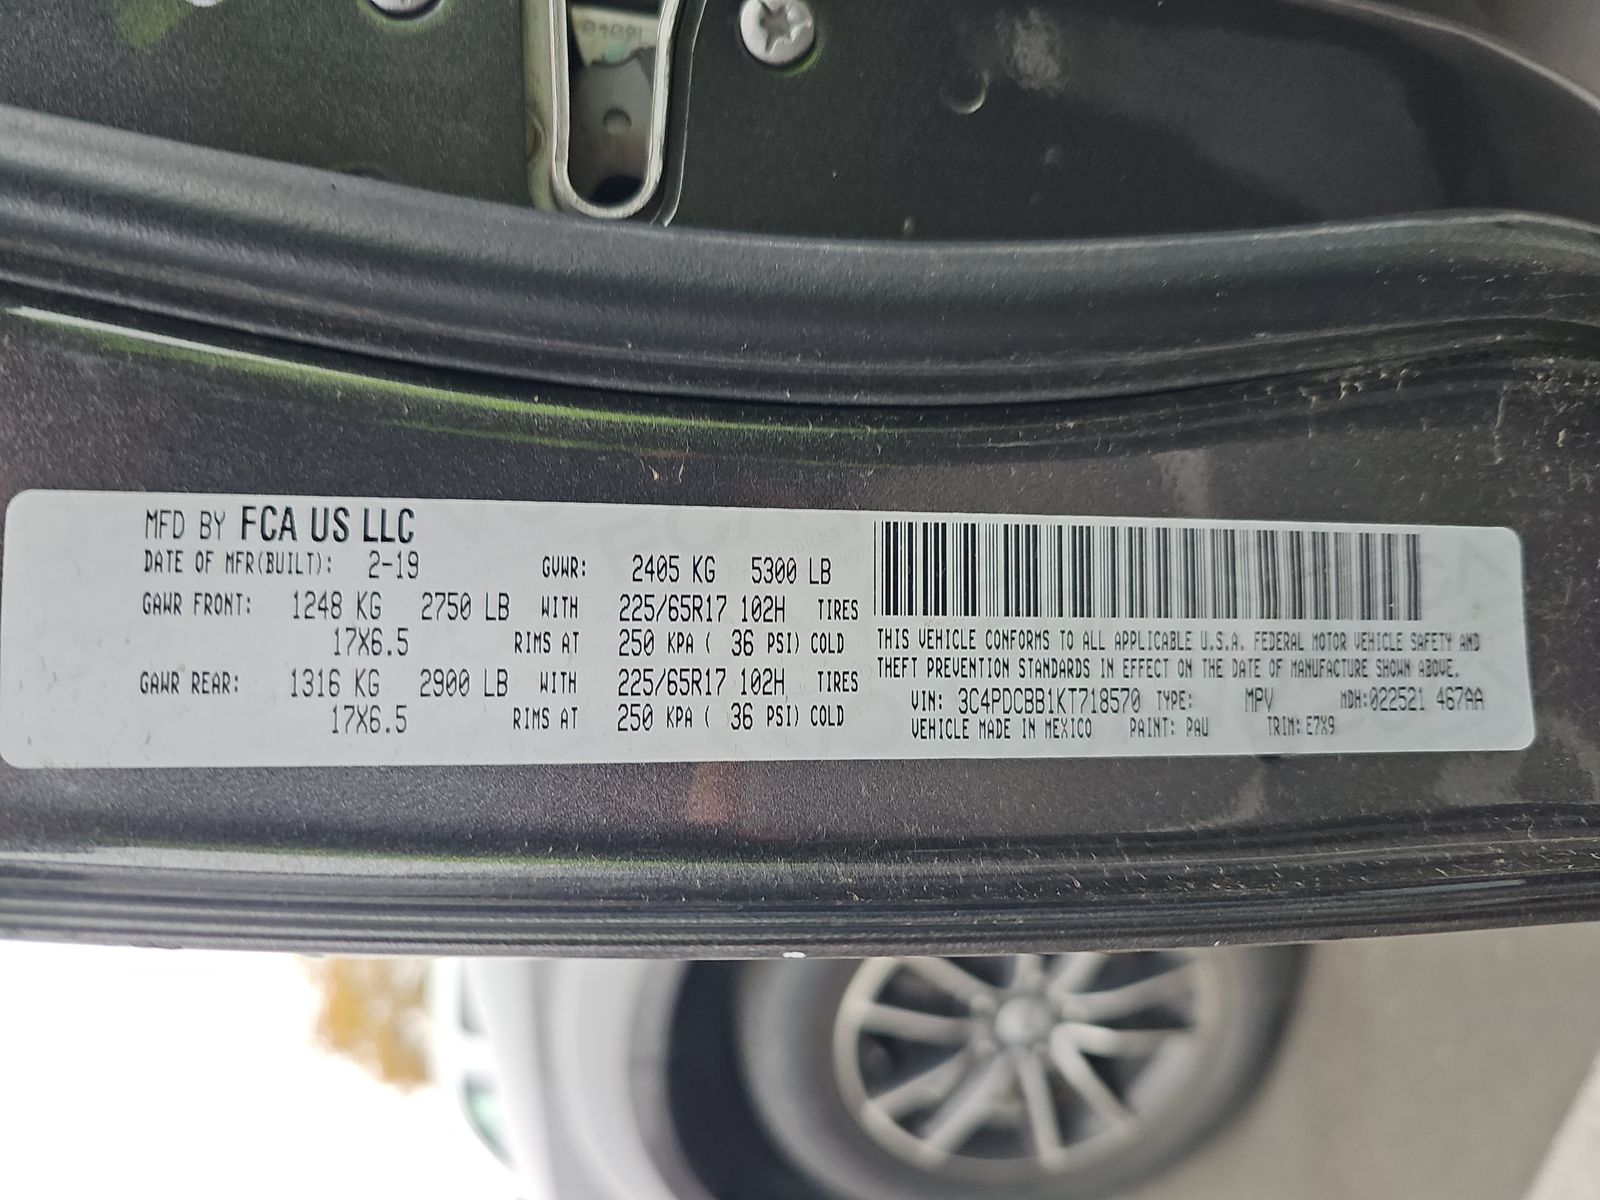 MFD BY FCA US LLC
DATE OF MFR(BUILT): 2-19 GVWR: 2405 KG 5300 LB
GAWR FRONT: 1248 KG 2750 LB WITH 225/65R17 102H TIRES
17X6.5 RIMS AT 250 KPA ( 36 PSI) COLD
GAWR REAR: 1316 KG 2900 LB WITH 225/65R17 102H TIRES
17X6.5 RIMS AT 250 KPA ( 36 PSI) COLD
THIS VEHICLE CONFORMS TO ALL APPLICABLE U.S.A. FEDERAL MOTOR VEHICLE SAFETY AND
THEFT PREVENTION STANDARDS IN EFFECT ON THE DATE OF MANUFACTURE SHOWN ABOVE.
VIN: 3C4PDCBB1KT718570 TYPE: MPV MDH:022521 467AA
VEHICLE MADE IN MEXICO PAINT: PAU TRIM: E7X9